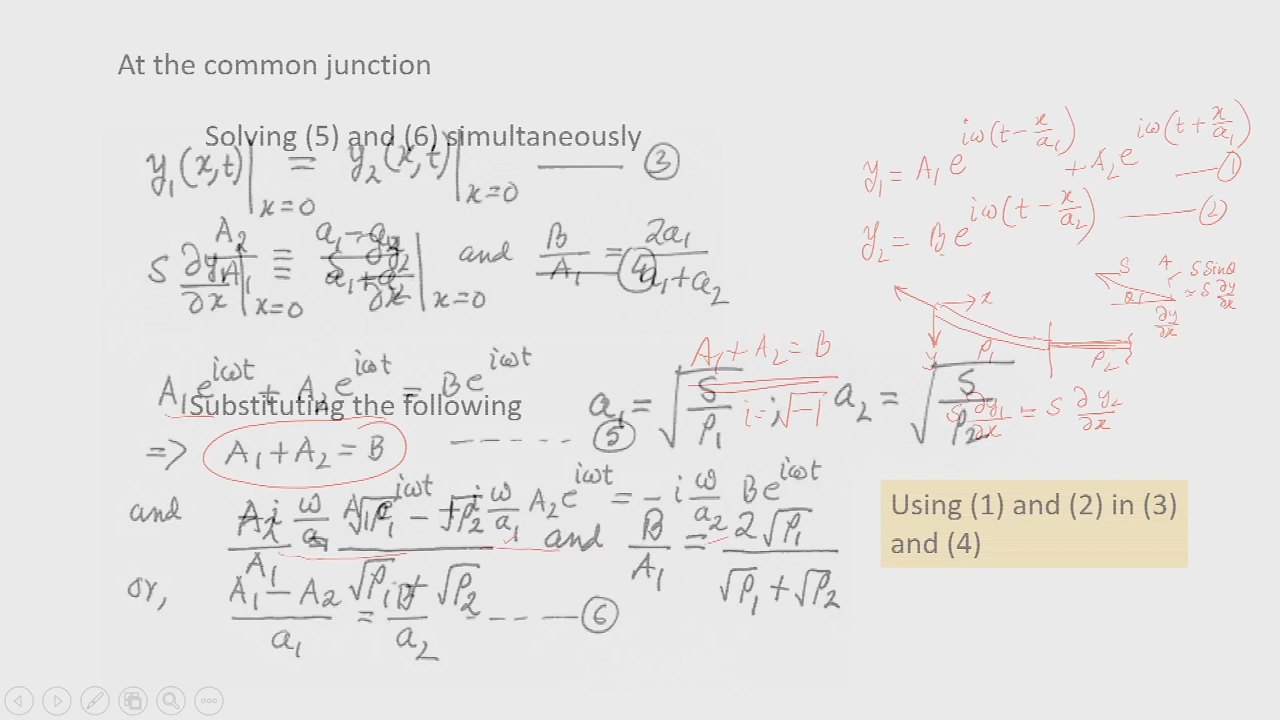 At the common junction
Solving (5) and (6) simultaneously
y₁(x,t)|ₓ₌₀ = y₂(x,t)|ₓ₌₀ —— ③
S ∂y₁/∂x |ₓ₌₀ = S ∂y₂/∂x |ₓ₌₀ —— ④
A₂/A₁ = (a₁ − a₂)/(a₁ + a₂) and B/A₁ = 2a₁/(a₁ + a₂)
A₁e^{iωt} + A₂e^{iωt} = Be^{iωt}
Substituting the following a₁ = √(S/ρ₁) a₂ = √(S/ρ₂)
=> A₁ + A₂ = B ------ ⑤
and −i ω/a₁ A₁e^{iωt} + i ω/a₁ A₂e^{iωt} = −i ω/a₂ Be^{iωt}
A₂/A₁ = (√ρ₁ − √ρ₂)/(√ρ₁ + √ρ₂) and B/A₁ = 2√ρ₁/(√ρ₁ + √ρ₂)
or, (A₁ − A₂)/a₁ = B/a₂ ---- ⑥
y₁ = A₁e^{iω(t − x/a₁)} + A₂e^{iω(t + x/a₁)} —— ①
y₂ = Be^{iω(t − x/a₂)} —— ②
S
A
S Sinθ
≈ S ∂y/∂x
θ
∂y/∂x
x
y
ρ₁
ρ₂
A₁ + A₂ = B
i = √−1
S ∂y₁/∂x = S ∂y₂/∂x
Using (1) and (2) in (3)
and (4)